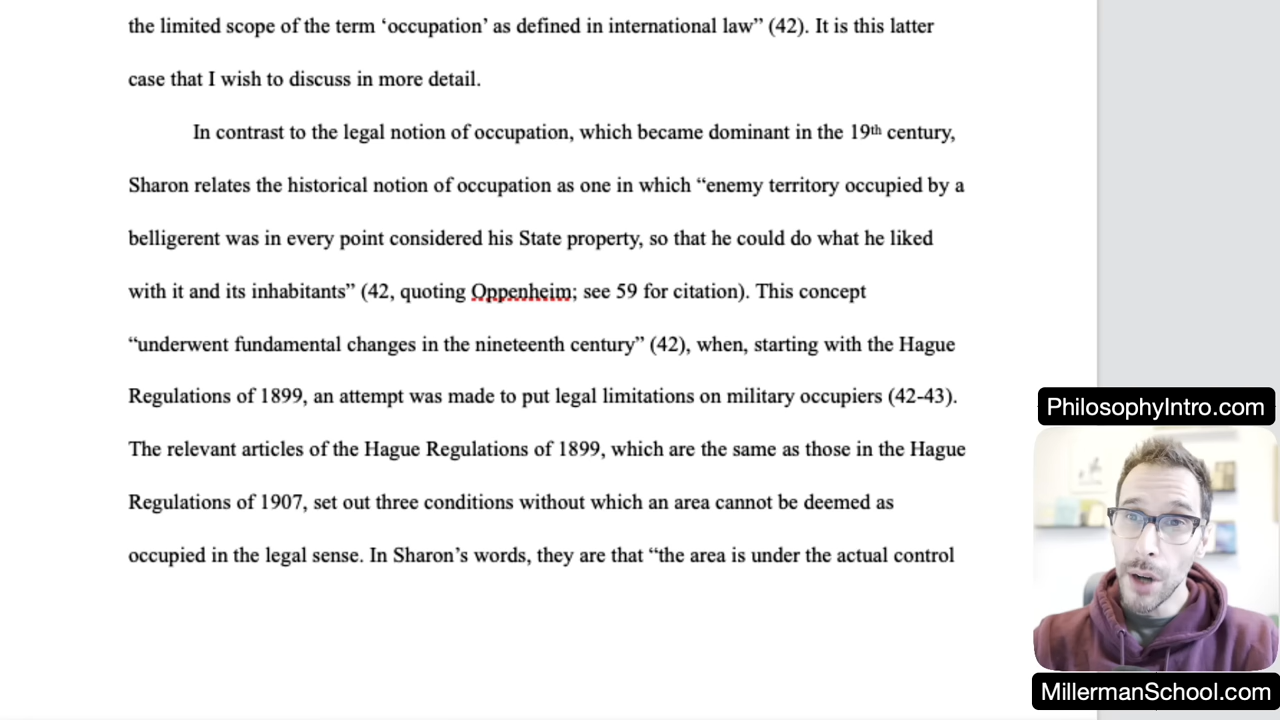 the limited scope of the term ‘occupation’ as defined in international law” (42). It is this latter
case that I wish to discuss in more detail.
In contrast to the legal notion of occupation, which became dominant in the 19th century,
Sharon relates the historical notion of occupation as one in which “enemy territory occupied by a
belligerent was in every point considered his State property, so that he could do what he liked
with it and its inhabitants” (42, quoting Oppenheim; see 59 for citation). This concept
“underwent fundamental changes in the nineteenth century” (42), when, starting with the Hague
Regulations of 1899, an attempt was made to put legal limitations on military occupiers (42-43).
The relevant articles of the Hague Regulations of 1899, which are the same as those in the Hague
Regulations of 1907, set out three conditions without which an area cannot be deemed as
occupied in the legal sense. In Sharon’s words, they are that “the area is under the actual control
PhilosophyIntro.com
MillermanSchool.com